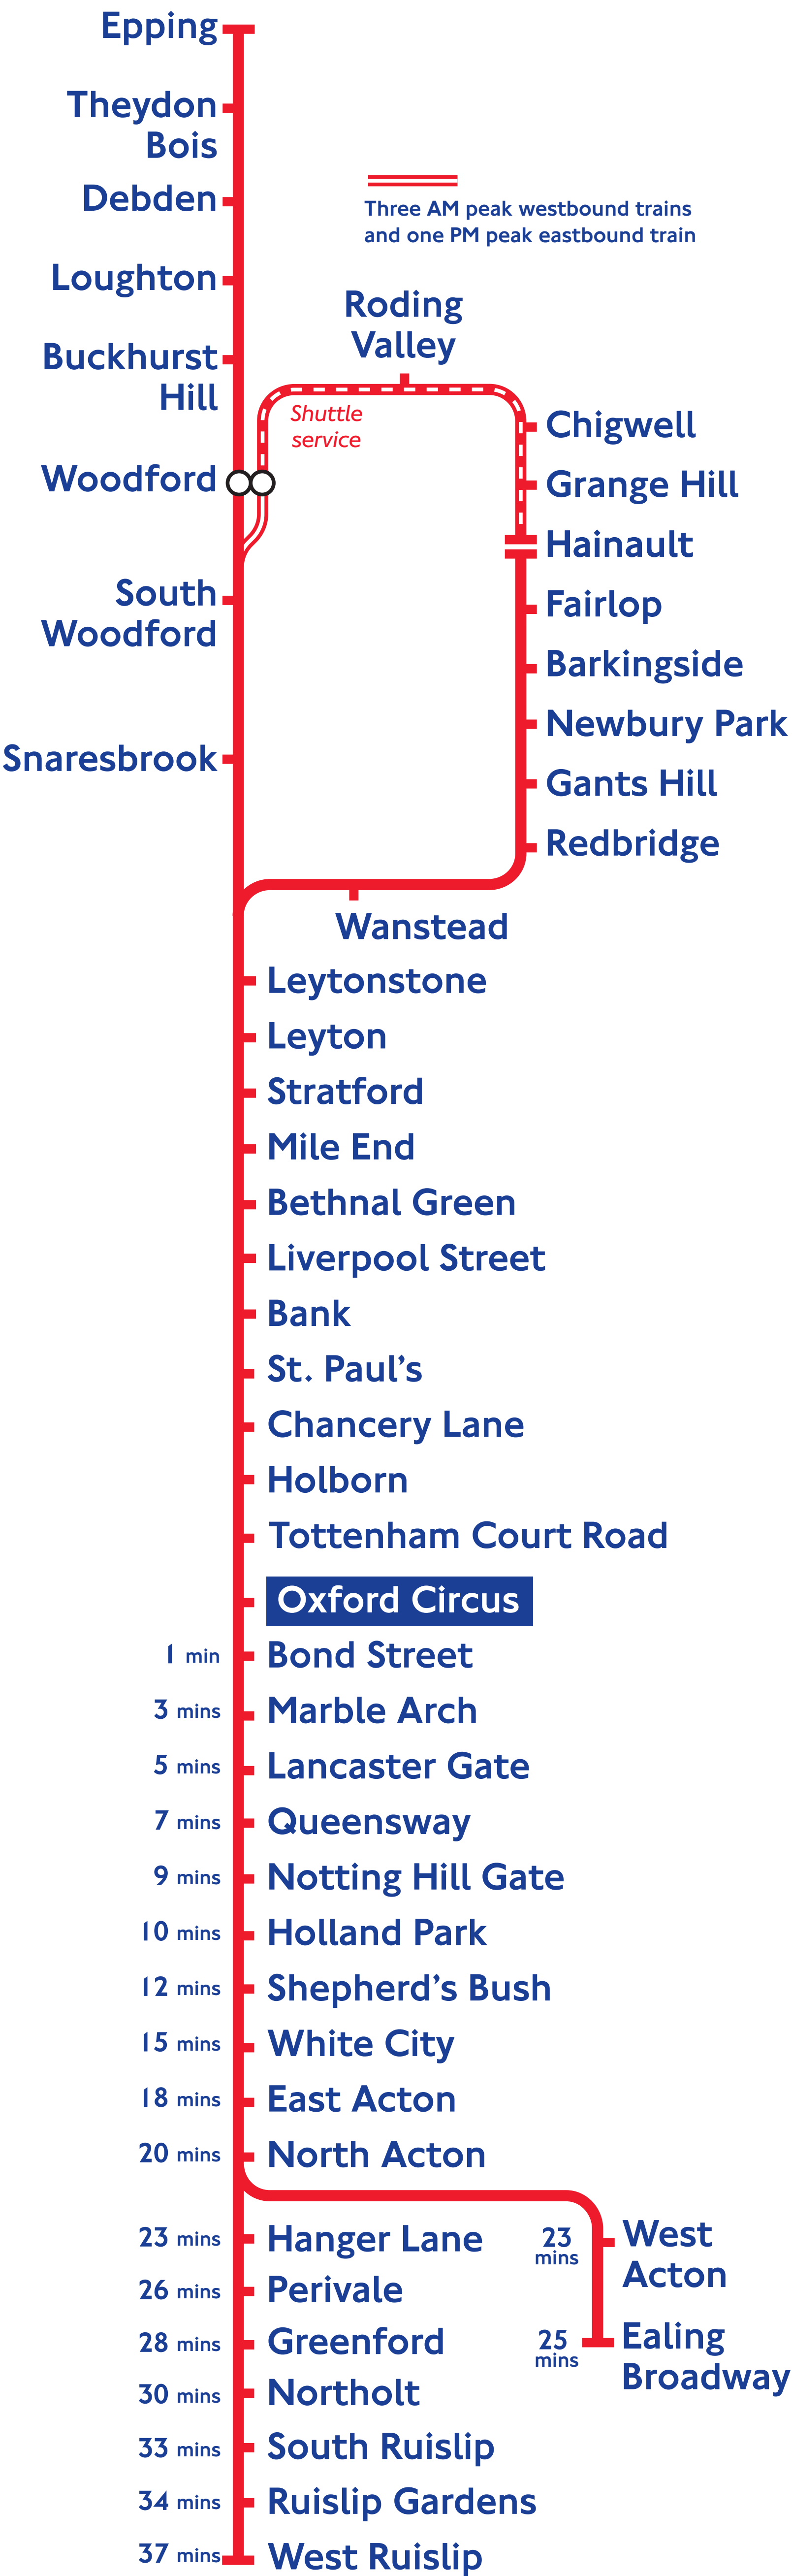 Epping
Theydon
Bois
Debden
Three AM peak westbound trains
and one PM peak eastbound train
Loughton
Roding
Valley
Buckhurst
Hill
Shuttle
service
Chigwell
Woodford
Grange Hill
Hainault
South
Woodford
Fairlop
Barkingside
Newbury Park
Snaresbrook
Gants Hill
Redbridge
Wanstead
Leytonstone
Leyton
Stratford
Mile End
Bethnal Green
Liverpool Street
Bank
St. Paul's
Chancery Lane
Holborn
Tottenham Court Road
Oxford Circus
1 min Bond Street
3 mins Marble Arch
5 mins Lancaster Gate
7 mins Queensway
9 mins Notting Hill Gate
10 mins Holland Park
12 mins Shepherd's Bush
15 mins White City
18 mins East Acton
20 mins North Acton
23 mins Hanger Lane
23
mins
West
Acton
26 mins Perivale
28 mins Greenford
25
mins
Ealing
Broadway
30 mins Northolt
33 mins South Ruislip
34 mins Ruislip Gardens
37 mins West Ruislip